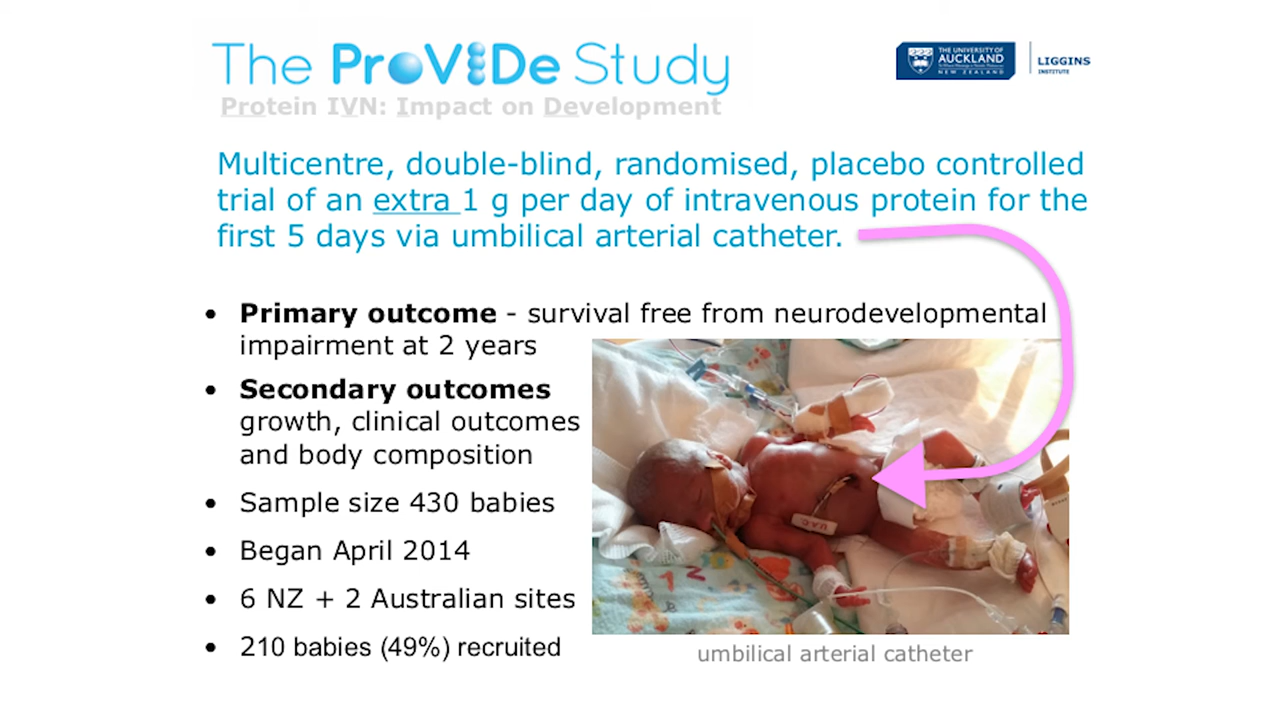 The ProVIDe Study
Protein IVN: Impact on Development
THE UNIVERSITY OF
AUCKLAND
NEW ZEALAND
LIGGINS
INSTITUTE
Multicentre, double-blind, randomised, placebo controlled
trial of an extra 1 g per day of intravenous protein for the
first 5 days via umbilical arterial catheter.
• Primary outcome - survival free from neurodevelopmental
impairment at 2 years
• Secondary outcomes
growth, clinical outcomes
and body composition
• Sample size 430 babies
• Began April 2014
• 6 NZ + 2 Australian sites
• 210 babies (49%) recruited
U.A.C.
umbilical arterial catheter